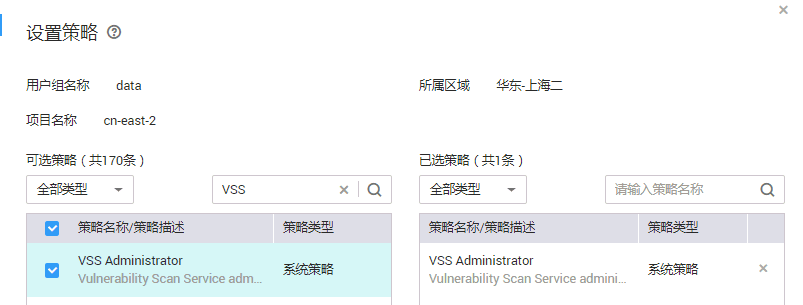 设置策略
用户组名称 data 所属区域 华东-上海二
项目名称 cn-east-2
可选策略（共170条） 已选策略（共1条）
全部类型 VSS 全部类型 请输入策略名称
策略名称/策略描述 策略类型 策略名称/策略描述 策略类型
VSS Administrator 系统策略 VSS Administrator 系统策略
Vulnerability Scan Service adm... Vulnerability Scan Service admini...